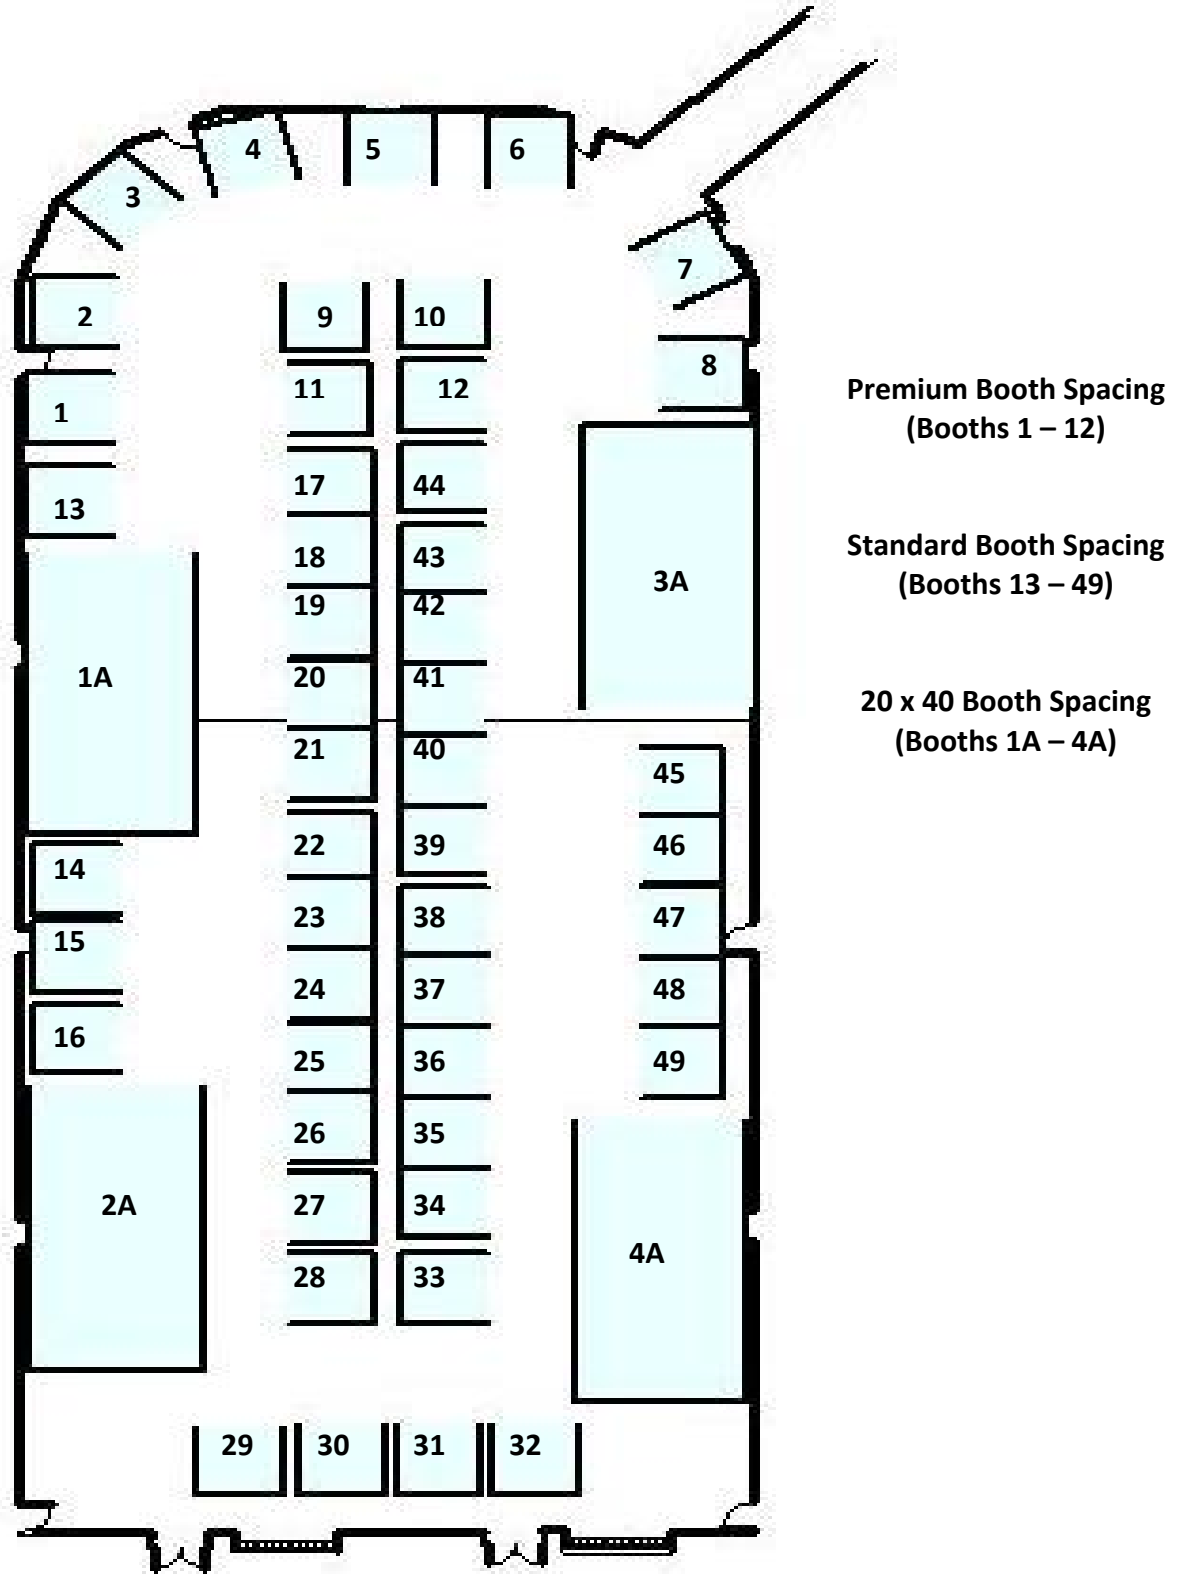 4 5 6
3
7
2 9 10
8
Premium Booth Spacing
(Booths 1 – 12)
1 11 12
17 44
13
Standard Booth Spacing
(Booths 13 – 49)
18 43
3A
19 42
1A 20 41
20 x 40 Booth Spacing
(Booths 1A – 4A)
21 40
45
22 39 46
14
23 38 47
15
24 37 48
16
25 36 49
26 35
2A 27 34
4A
28 33
29 30 31 32